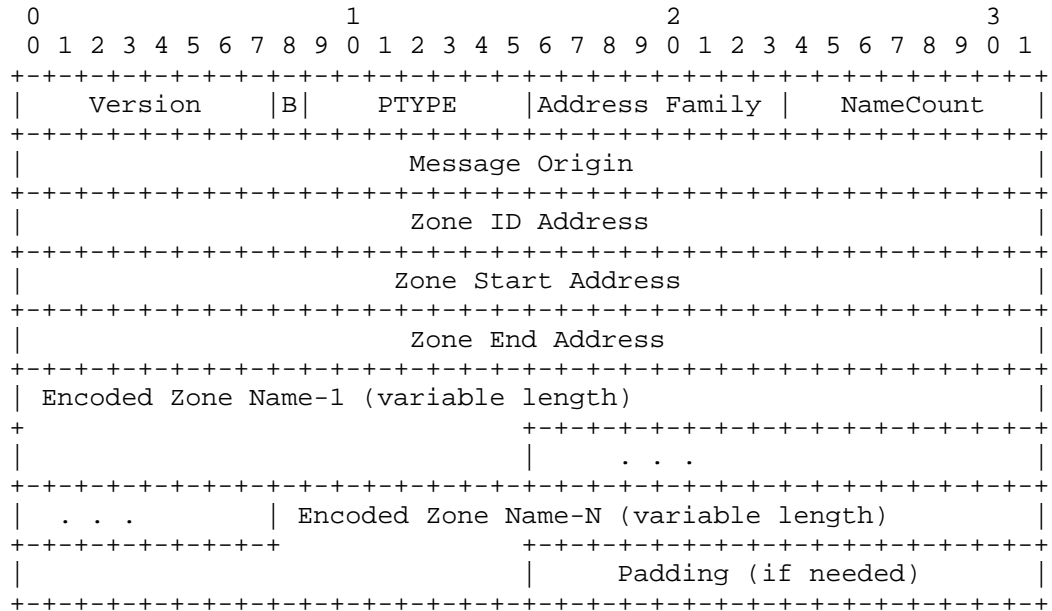 0                   1                   2                   3
 0 1 2 3 4 5 6 7 8 9 0 1 2 3 4 5 6 7 8 9 0 1 2 3 4 5 6 7 8 9 0 1
+-+-+-+-+-+-+-+-+-+-+-+-+-+-+-+-+-+-+-+-+-+-+-+-+-+-+-+-+-+-+-+-+
|    Version    |B|    PTYPE    |Address Family |   NameCount   |
+-+-+-+-+-+-+-+-+-+-+-+-+-+-+-+-+-+-+-+-+-+-+-+-+-+-+-+-+-+-+-+-+
|                        Message Origin                         |
+-+-+-+-+-+-+-+-+-+-+-+-+-+-+-+-+-+-+-+-+-+-+-+-+-+-+-+-+-+-+-+-+
|                        Zone ID Address                        |
+-+-+-+-+-+-+-+-+-+-+-+-+-+-+-+-+-+-+-+-+-+-+-+-+-+-+-+-+-+-+-+-+
|                       Zone Start Address                      |
+-+-+-+-+-+-+-+-+-+-+-+-+-+-+-+-+-+-+-+-+-+-+-+-+-+-+-+-+-+-+-+-+
|                        Zone End Address                       |
+-+-+-+-+-+-+-+-+-+-+-+-+-+-+-+-+-+-+-+-+-+-+-+-+-+-+-+-+-+-+-+-+
| Encoded Zone Name-1 (variable length)                         |
+                               +-+-+-+-+-+-+-+-+-+-+-+-+-+-+-+-+
|                               |     . . .                     |
+-+-+-+-+-+-+-+-+-+-+-+-+-+-+-+-+-+-+-+-+-+-+-+-+-+-+-+-+-+-+-+-+
|  . . .        | Encoded Zone Name-N (variable length)         |
+-+-+-+-+-+-+-+-+               +-+-+-+-+-+-+-+-+-+-+-+-+-+-+-+-+
|                               |      Padding (if needed)      |
+-+-+-+-+-+-+-+-+-+-+-+-+-+-+-+-+-+-+-+-+-+-+-+-+-+-+-+-+-+-+-+-+